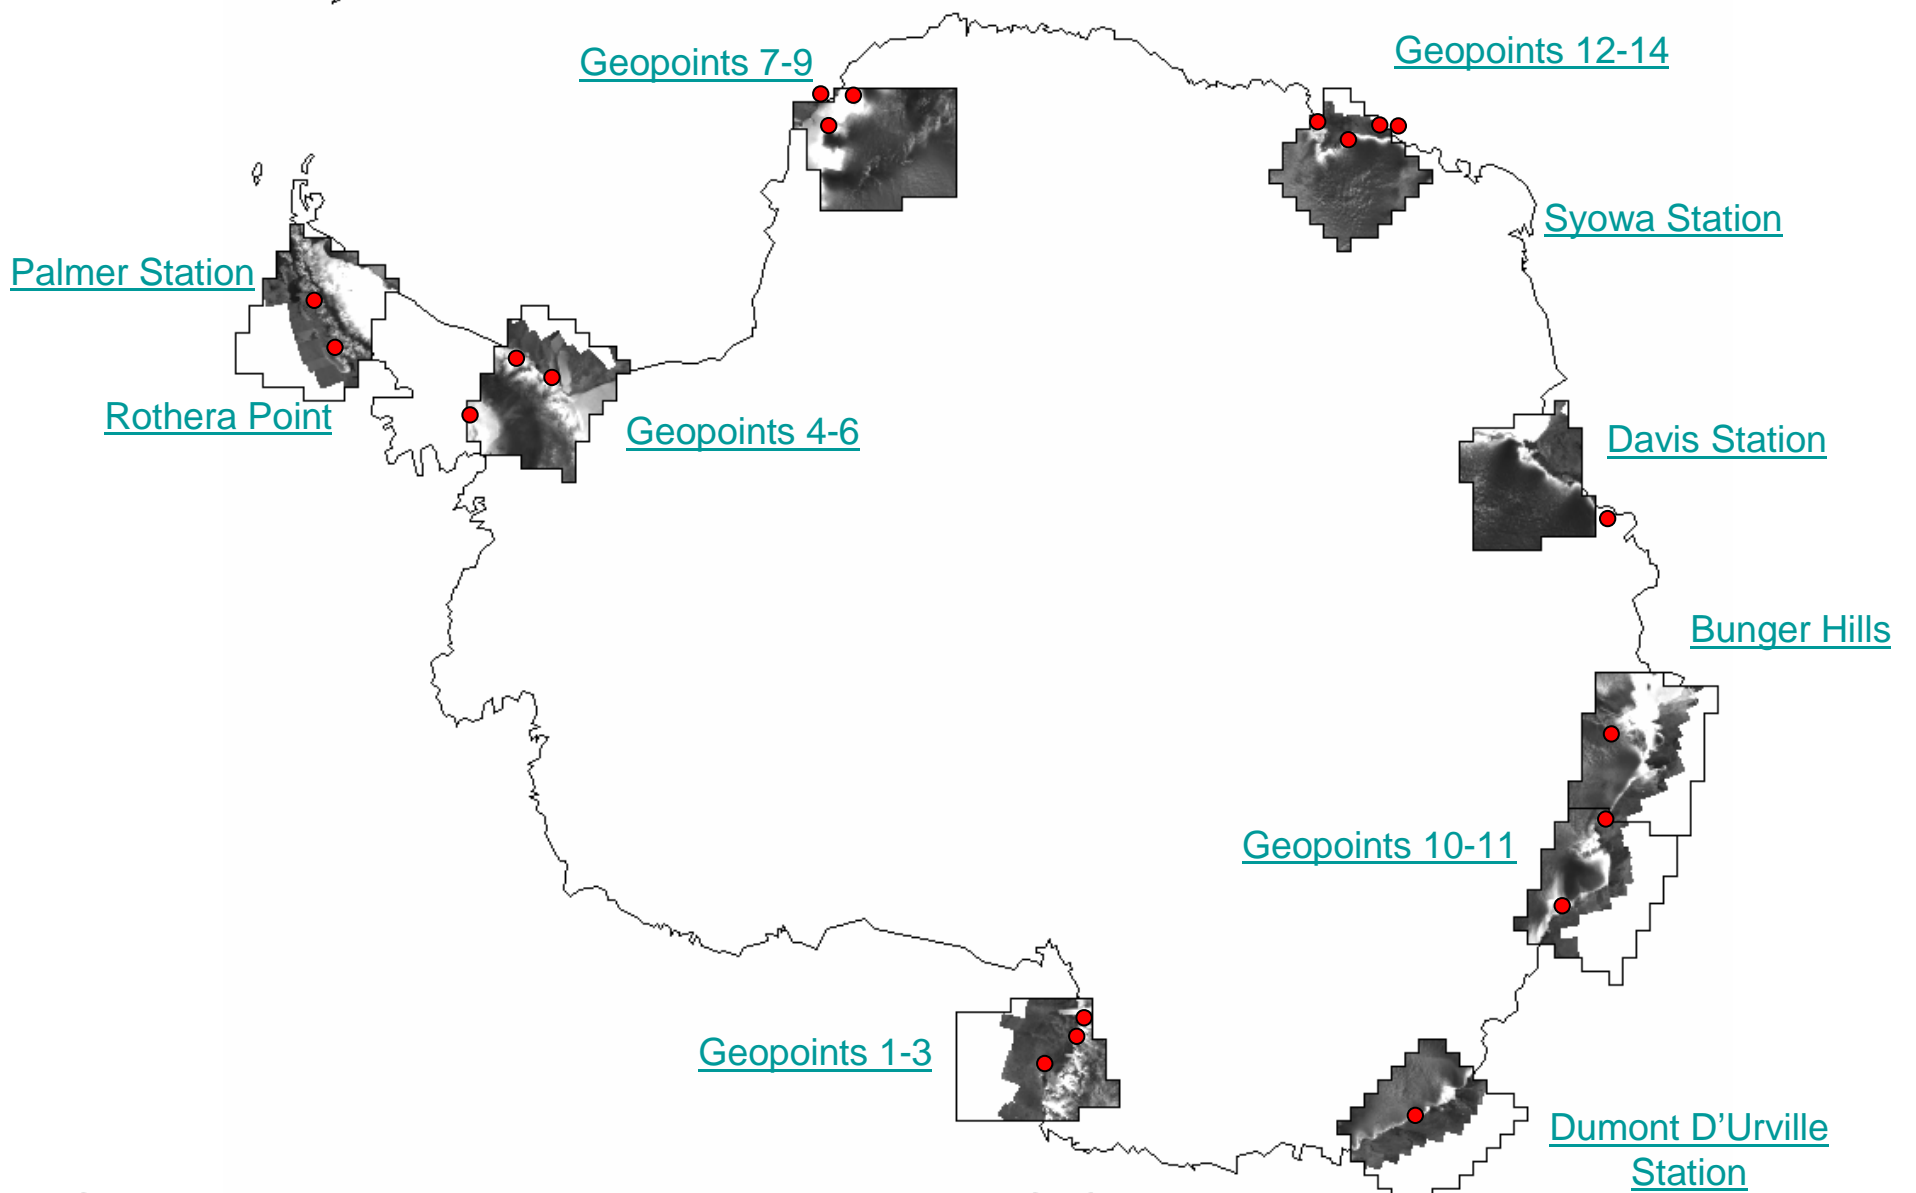 Geopoints 12-14
Geopoints 7-9
Syowa Station
Palmer Station
Rothera Point
Geopoints 4-6
Davis Station
Bunger Hills
Geopoints 10-11
Geopoints 1-3
Dumont D'Urville
Station